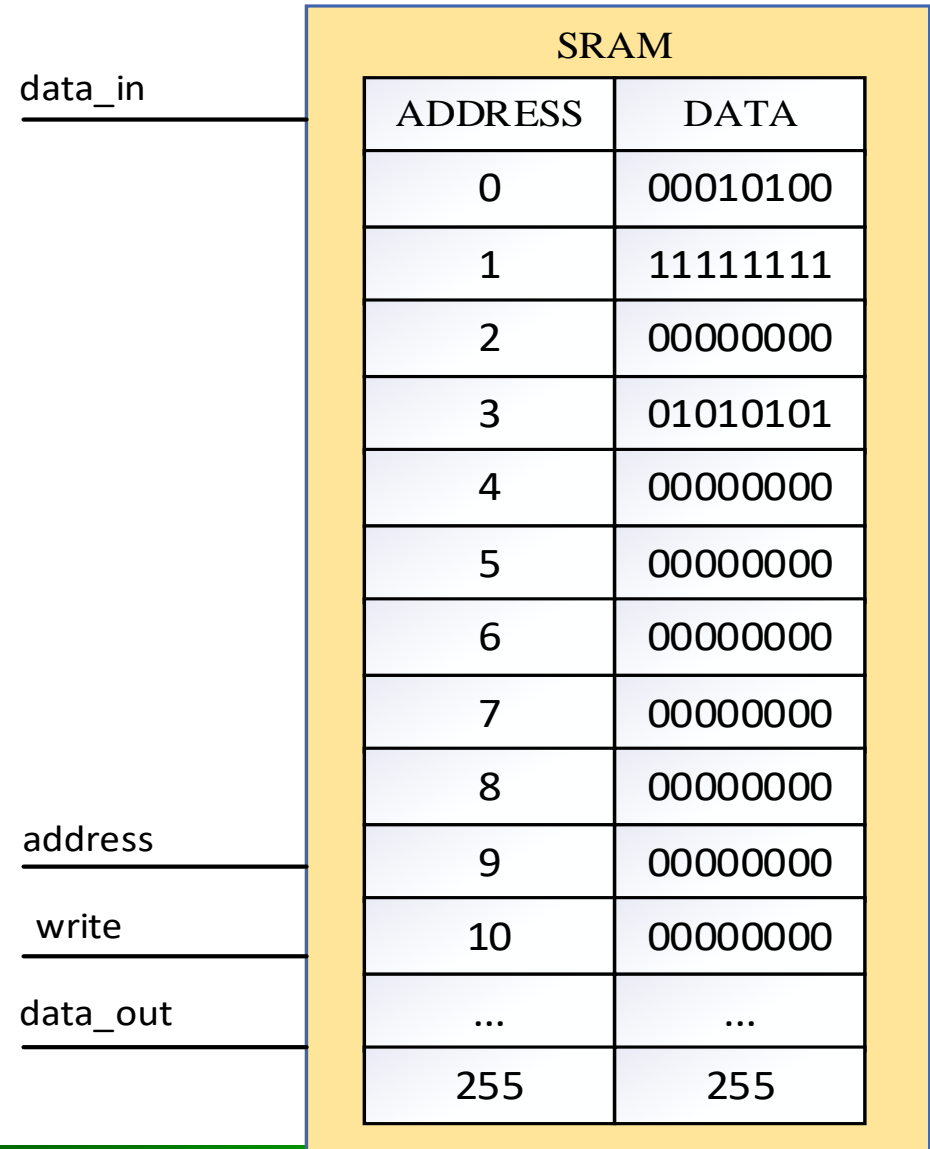 SRAM
data_in
ADDRESS DATA
0 00010100
1 11111111
2 00000000
3 01010101
4 00000000
5 00000000
6 00000000
7 00000000
8 00000000
address
9 00000000
write
10 00000000
data_out
... ...
255 255